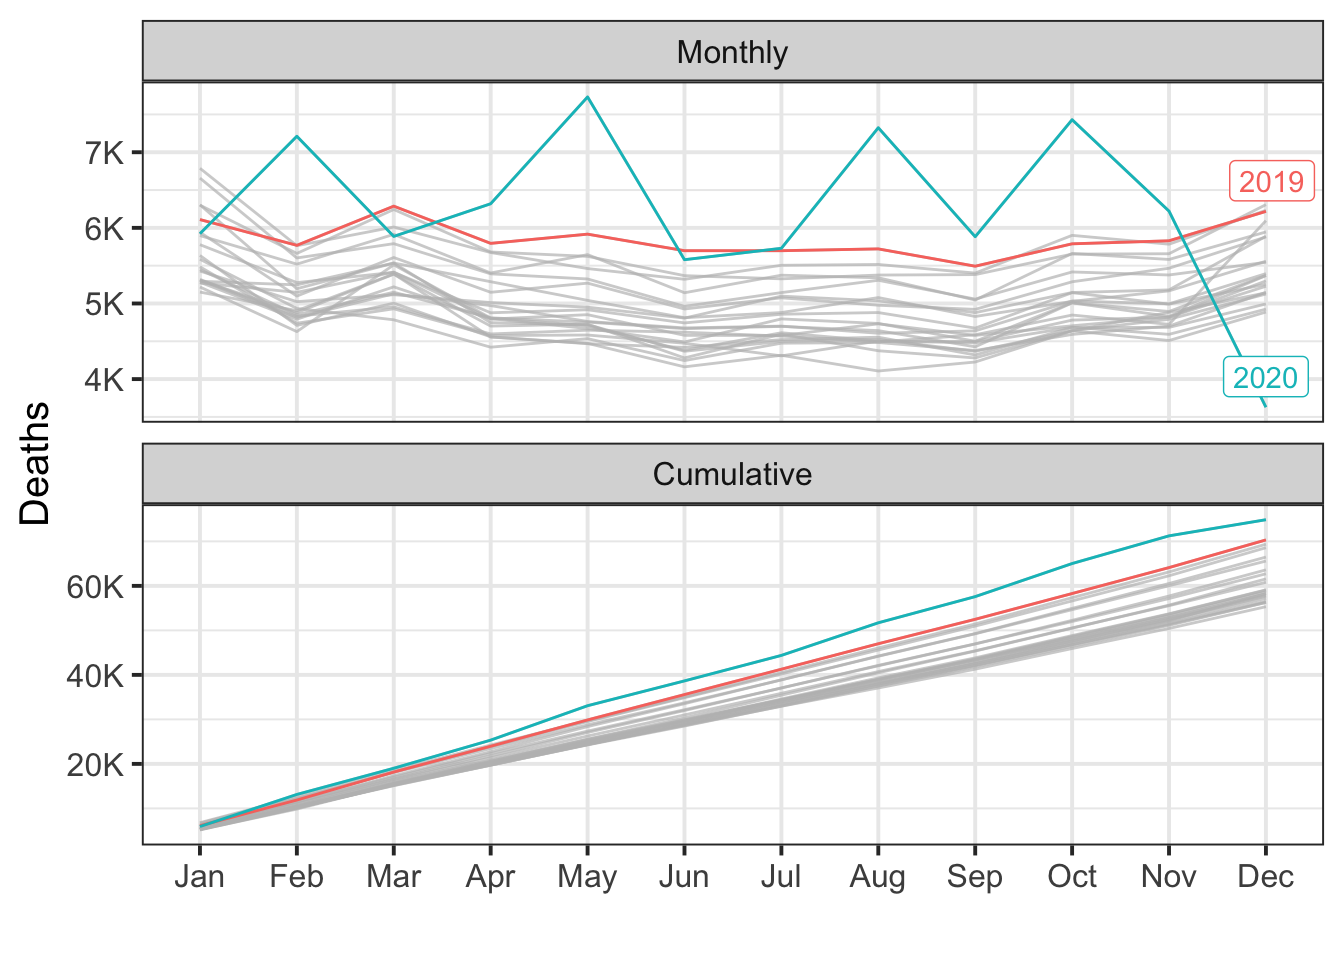 Monthly
7K
6K
5K
4K
2019
2020
Deaths
Cumulative
60K
40K
20K
Jan Feb Mar Apr May Jun Jul Aug Sep Oct Nov Dec